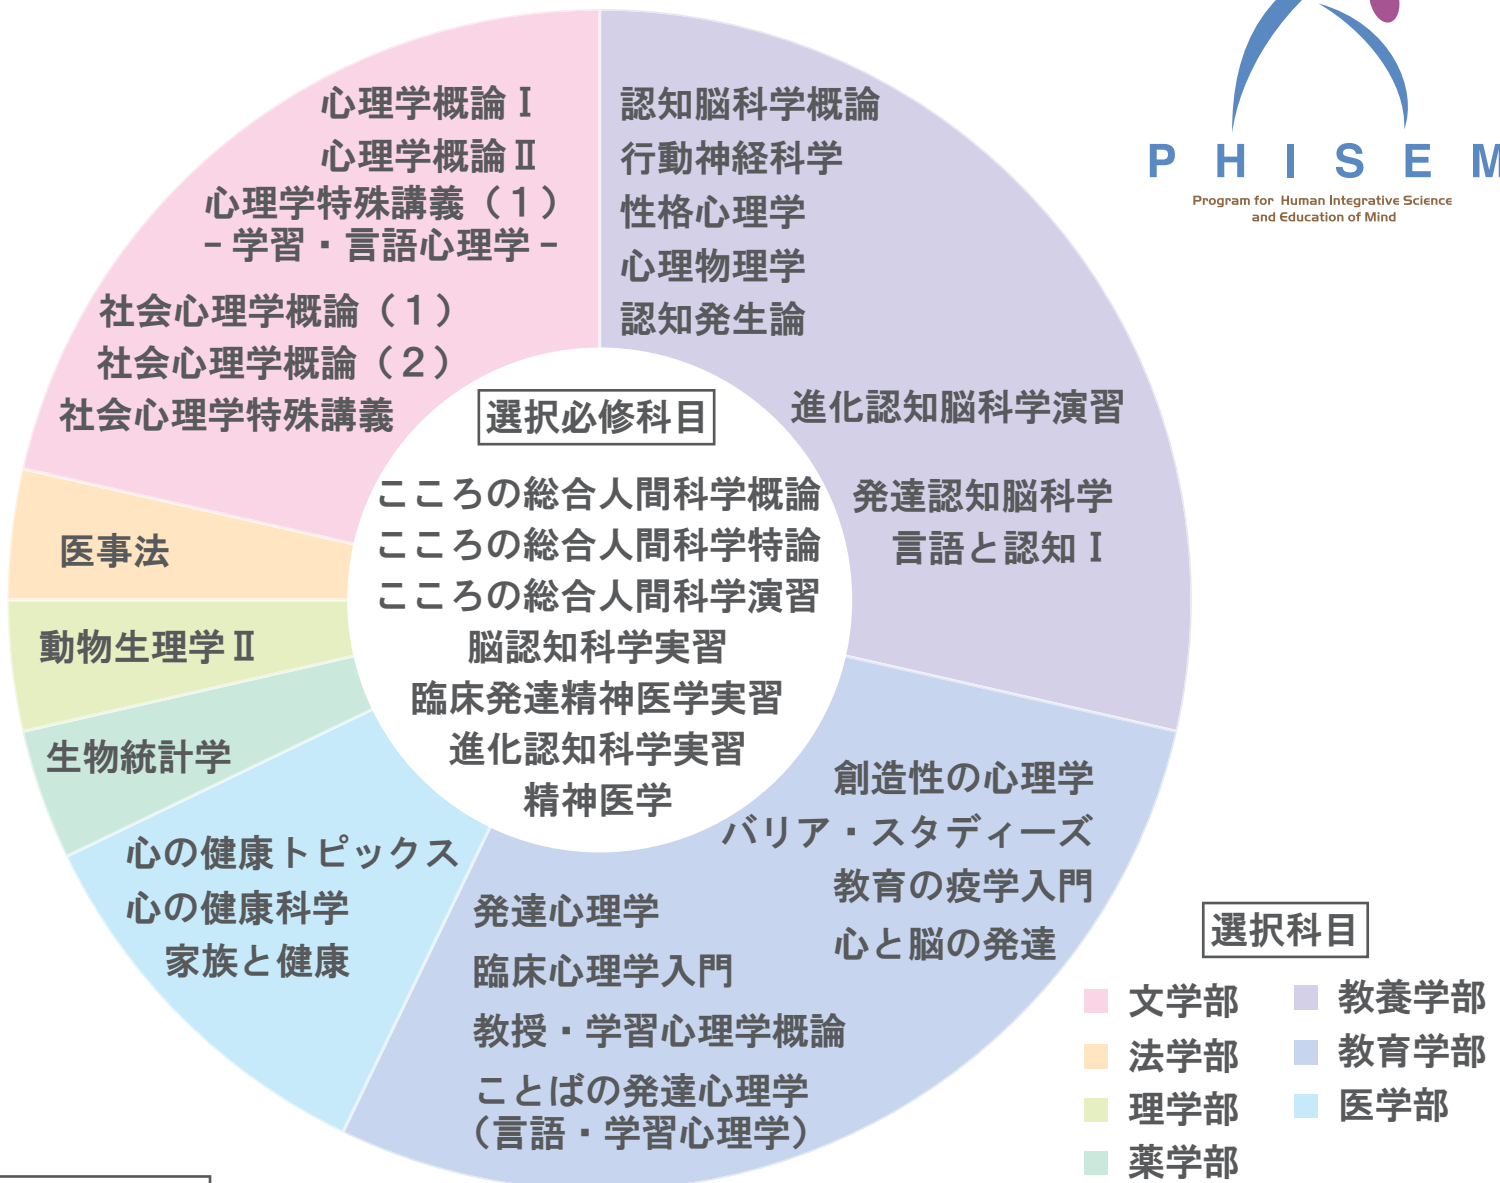 心理学概論Ⅰ
心理学概論Ⅱ
心理学特殊講義（１）
－学習・言語心理学－
社会心理学概論（１）
社会心理学概論（２）
社会心理学特殊講義
認知脳科学概論
行動神経科学
性格心理学
心理物理学
認知発生論
進化認知脳科学演習
発達認知脳科学
言語と認知Ⅰ
PHISEM
Program for Human Integrative Science
and Education of Mind
選択必修科目
こころの総合人間科学概論
こころの総合人間科学特論
こころの総合人間科学演習
脳認知科学実習
臨床発達精神医学実習
進化認知科学実習
精神医学
医事法
動物生理学Ⅱ
生物統計学
心の健康トピックス
心の健康科学
家族と健康
創造性の心理学
バリア・スタディーズ
教育の疫学入門
心と脳の発達
発達心理学
臨床心理学入門
教授・学習心理学概論
ことばの発達心理学
（言語・学習心理学）
選択科目
文学部
法学部
理学部
薬学部
教養学部
教育学部
医学部